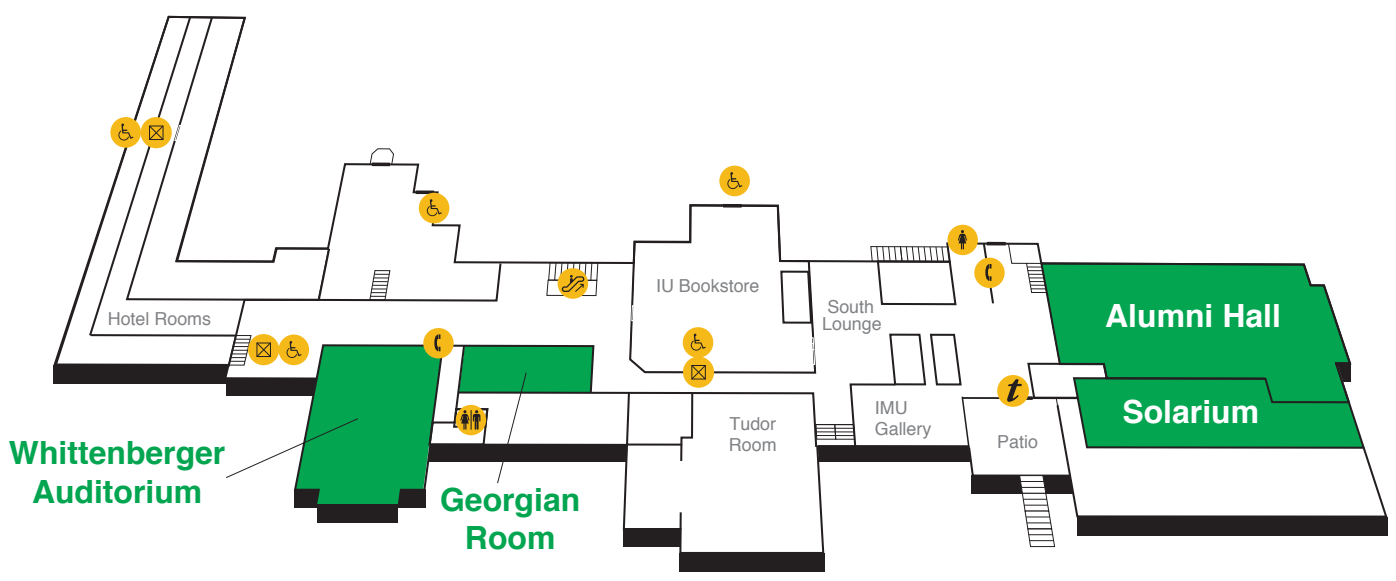 Hotel Rooms
IU Bookstore
South
Lounge
Alumni Hall
Solarium
t
IMU
Gallery
Patio
Tudor
Room
Whittenberger
Auditorium
Georgian
Room